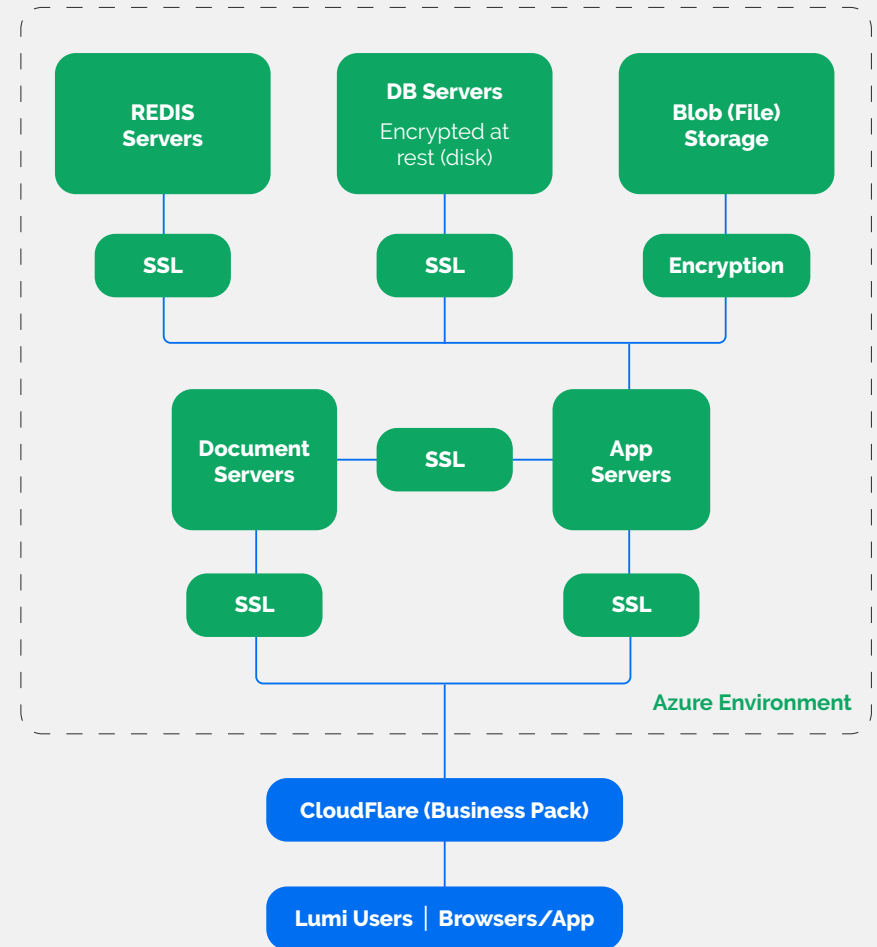 REDIS
Servers
DB Servers
Encrypted at
rest (disk)
Blob (File)
Storage
SSL
SSL
Encryption
Document
Servers
SSL
App
Servers
SSL
SSL
Azure Environment
CloudFlare (Business Pack)
Lumi Users | Browsers/App